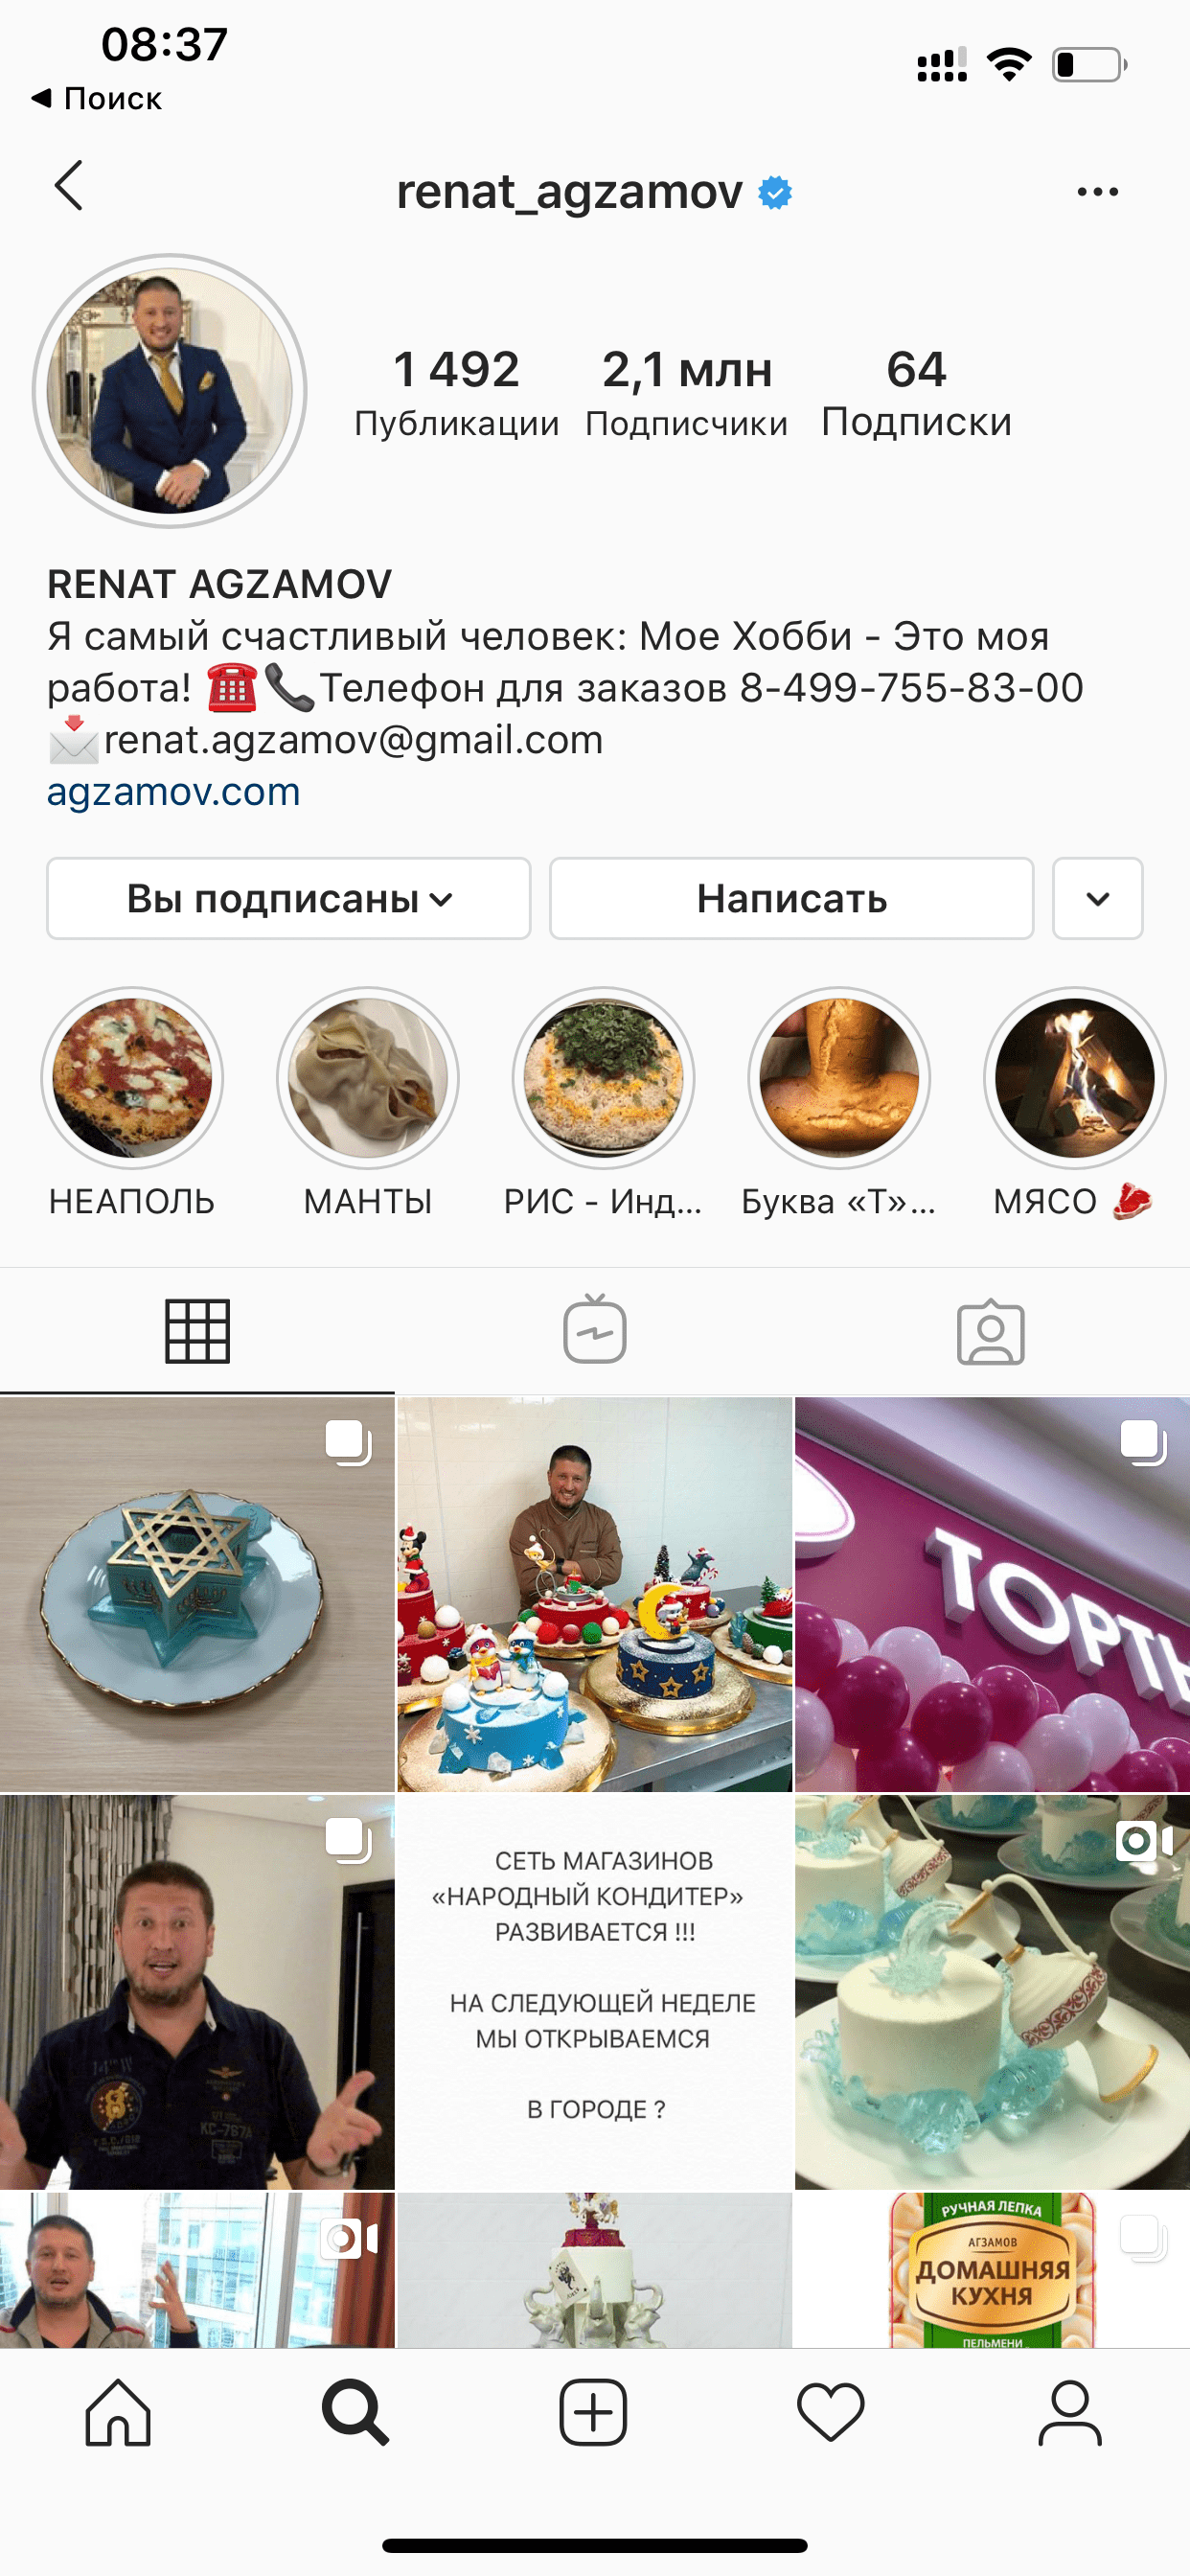 08:37
Поиск
renat_agzamov
1 492
2,1 млн
64
Публикации
Подписчики
Подписки
RENAT AGZAMOV
Я самый счастливый человек: Мое Хобби - Это моя
работа! ☎️📞Телефон для заказов 8-499-755-83-00
📩renat.agzamov@gmail.com
agzamov.com
Вы подписаны
Написать
НЕАПОЛЬ
МАНТЫ
РИС - Инд...
Буква «Т»...
МЯСО 🥩
ТОРТЫ
СЕТЬ МАГАЗИНОВ
«НАРОДНЫЙ КОНДИТЕР»
РАЗВИВАЕТСЯ !!!
НА СЛЕДУЮЩЕЙ НЕДЕЛЕ
МЫ ОТКРЫВАЕМСЯ
В ГОРОДЕ ?
KC-767A
РУЧНАЯ ЛЕПКА
АГЗАМОВ
ДОМАШНЯЯ
КУХНЯ
ПЕЛЬМЕНИ